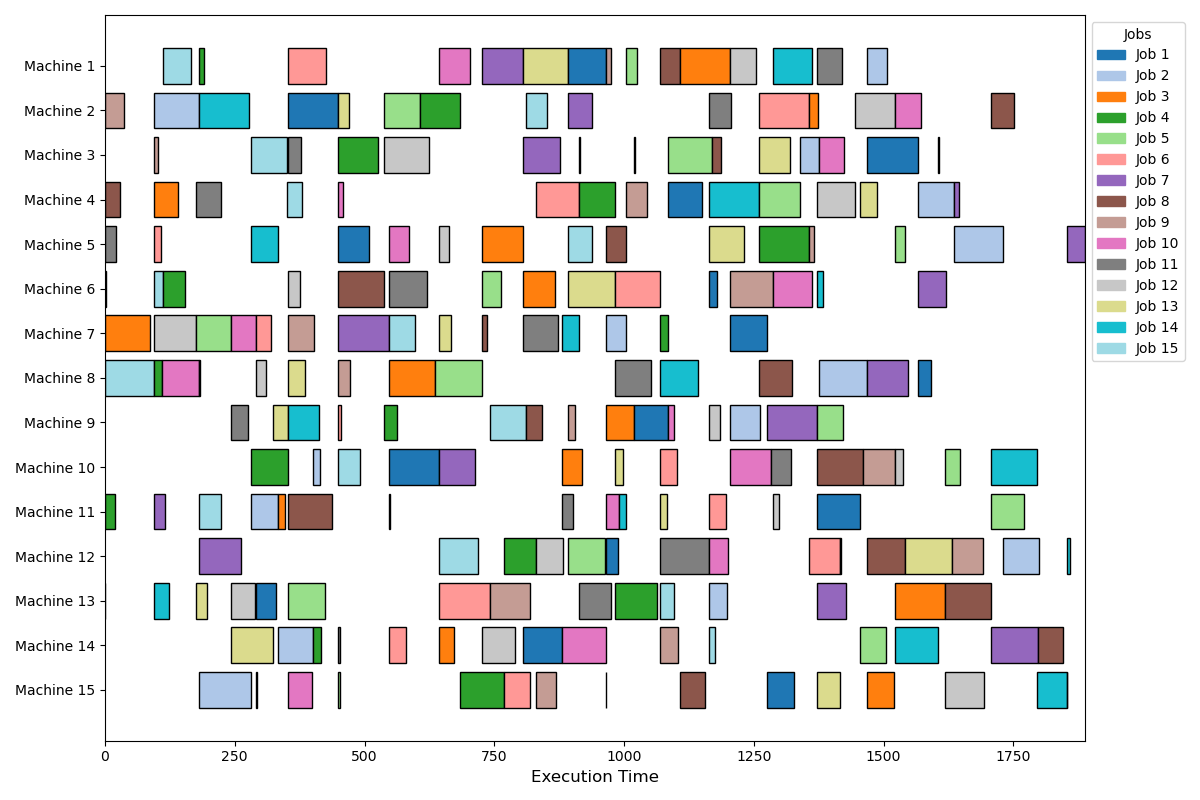 Jobs
Job 1
Job 2
Job 3
Job 4
Job 5
Job 6
Job 7
Job 8
Job 9
Job 10
Job 11
Job 12
Job 13
Job 14
Job 15
Machine 1
Machine 2
Machine 3
Machine 4
Machine 5
Machine 6
Machine 7
Machine 8
Machine 9
Machine 10
Machine 11
Machine 12
Machine 13
Machine 14
Machine 15
0 250 500 750 1000 1250 1500 1750
Execution Time